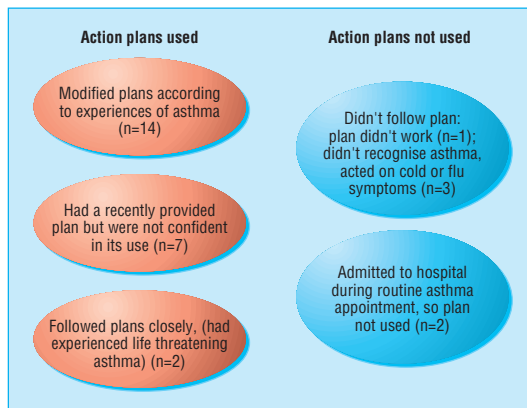 Action plans used
Modified plans according
to experiences of asthma
(n=14)
Had a recently provided
plan but were not confident
in its use (n=7)
Followed plans closely, (had
experienced life threatening
asthma) (n=2)
Action plans not used
Didn't follow plan:
plan didn't work (n=1);
didn't recognise asthma,
acted on cold or flu
symptoms (n=3)
Admitted to hospital
during routine asthma
appointment, so plan
not used (n=2)